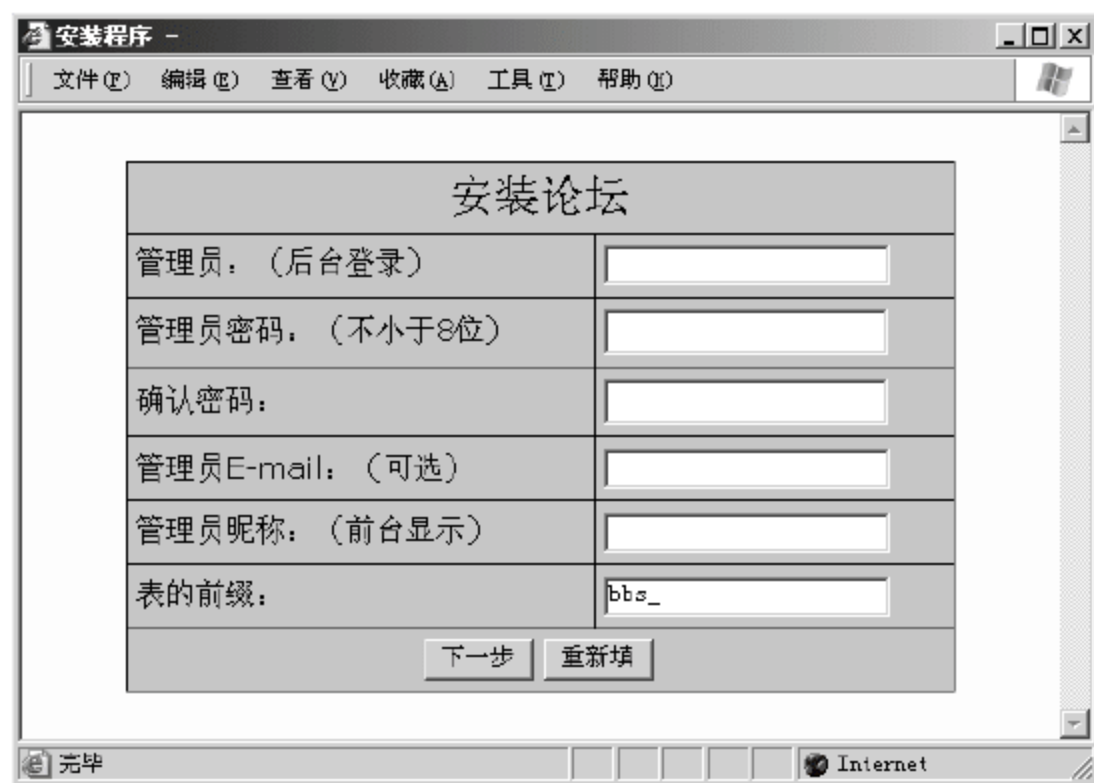 安装程序 -
文件(F) 编辑(E) 查看(V) 收藏(A) 工具(T) 帮助(H)
安装论坛
管理员：（后台登录）
管理员密码：（不小于8位）
确认密码：
管理员E-mail：（可选）
管理员昵称：（前台显示）
表的前缀： bbs_
下一步 重新填
完毕 Internet